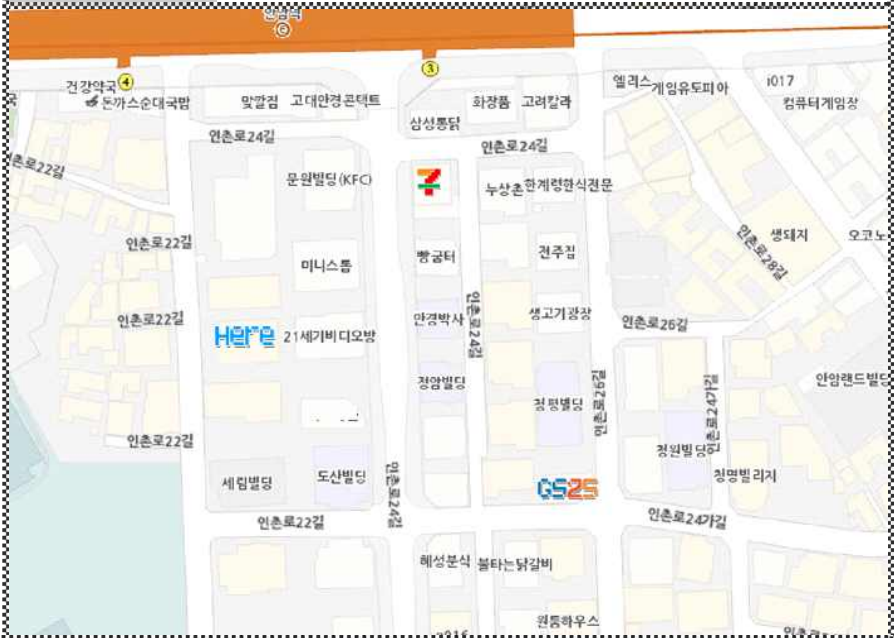 안암역
4
3
건강약국
돈까스순대국밥
맞깔짐
고대안경콘택트
삼성통닭
화장품
고려칼라
엘리스
게임유토피아
i017
컴퓨터게임장
국
인촌로24길
인촌로24길
인촌로22길
문원빌딩(KFC)
7
누상촌
한계령한식전문
인촌로22길
미니스톱
빵굼터
전주집
인촌로28길
생돼지
오코노
인촌로22길
Here
21세기비디오방
안경박사
인촌로24길
생고기광장
인촌로26길
정암빌딩
청평빌딩
인촌로26길
인촌로24가길
안암랜드빌딩
인촌로22길
세림빌딩
도산빌딩
인촌로24길
GS25
청원빌딩
청명빌리지
인촌로22길
인촌로24가길
혜성분식
불타는닭갈비
원룸하우스